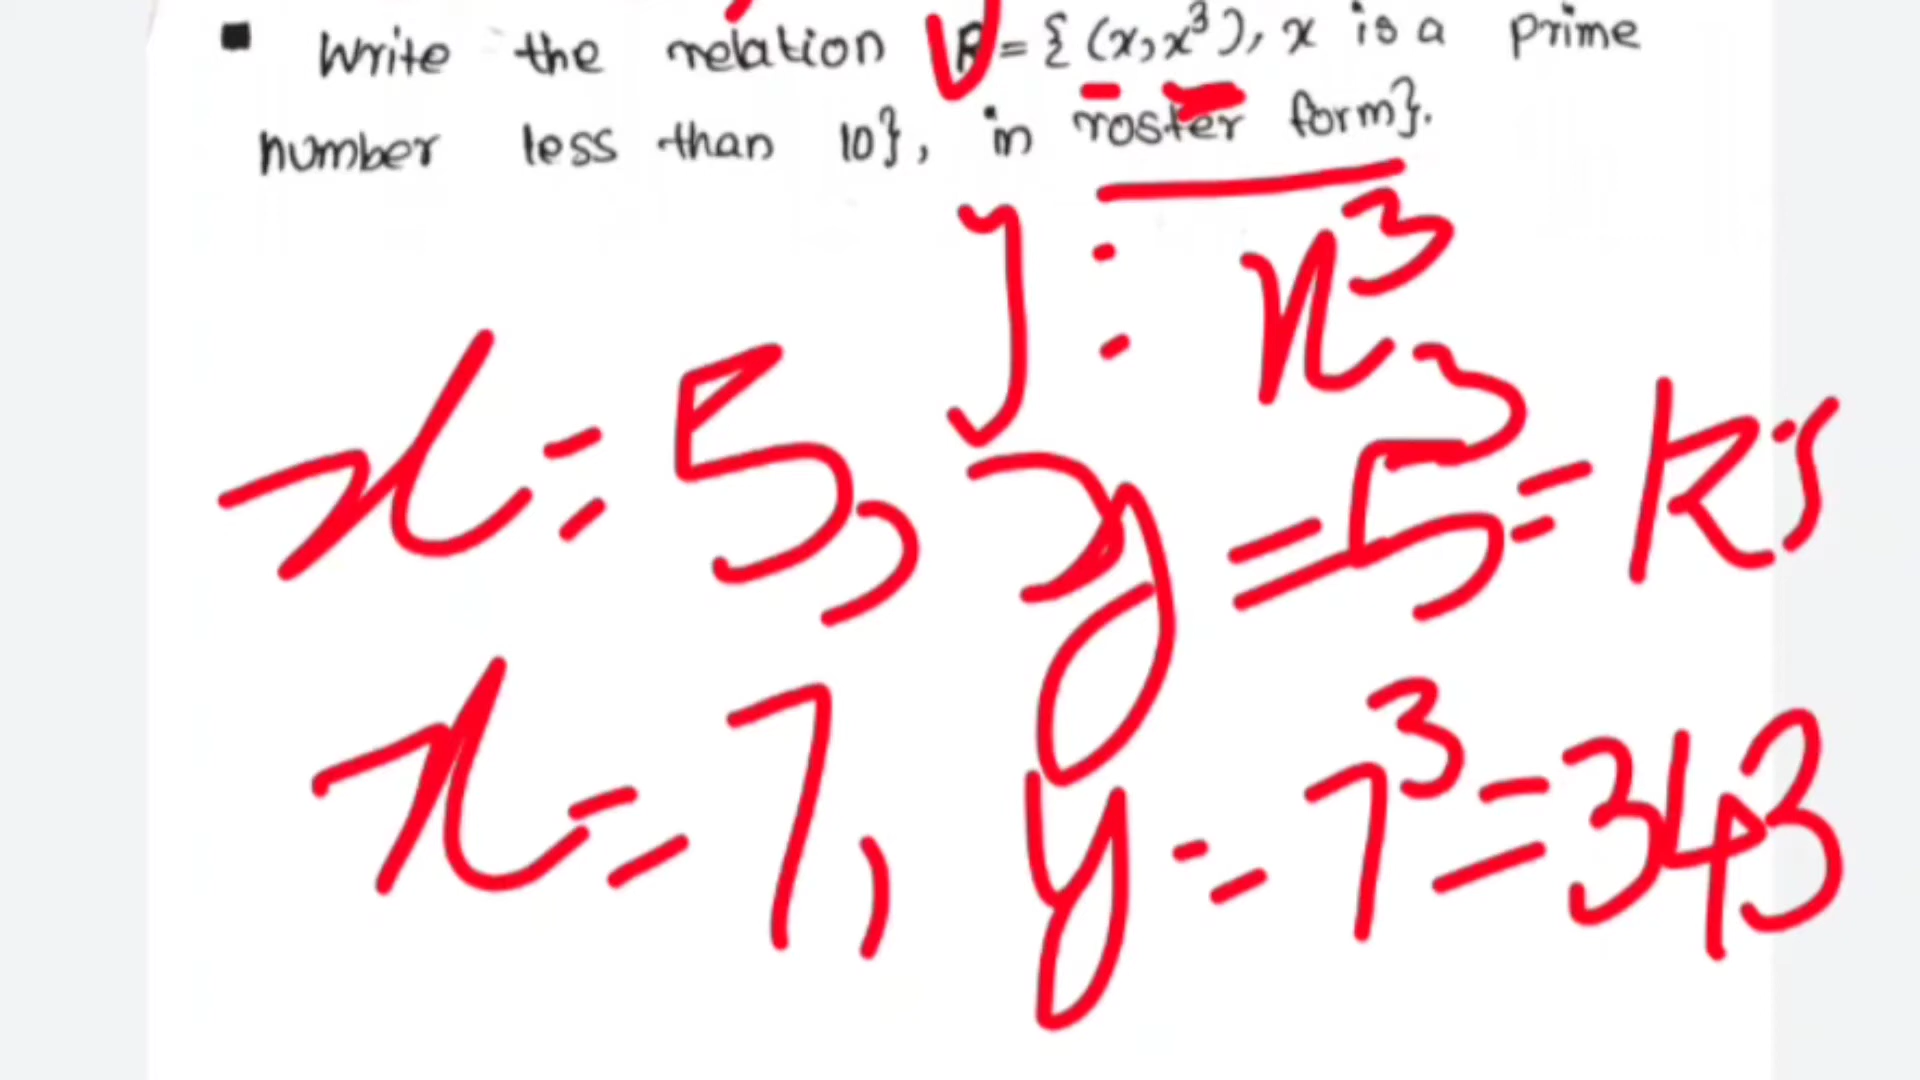 Write the relation R = { (x, x³), x is a prime
number less than 10}, in roster form}.
y = x³
x = 5, y = 5³ =
x = 7, y = 7³ = 343